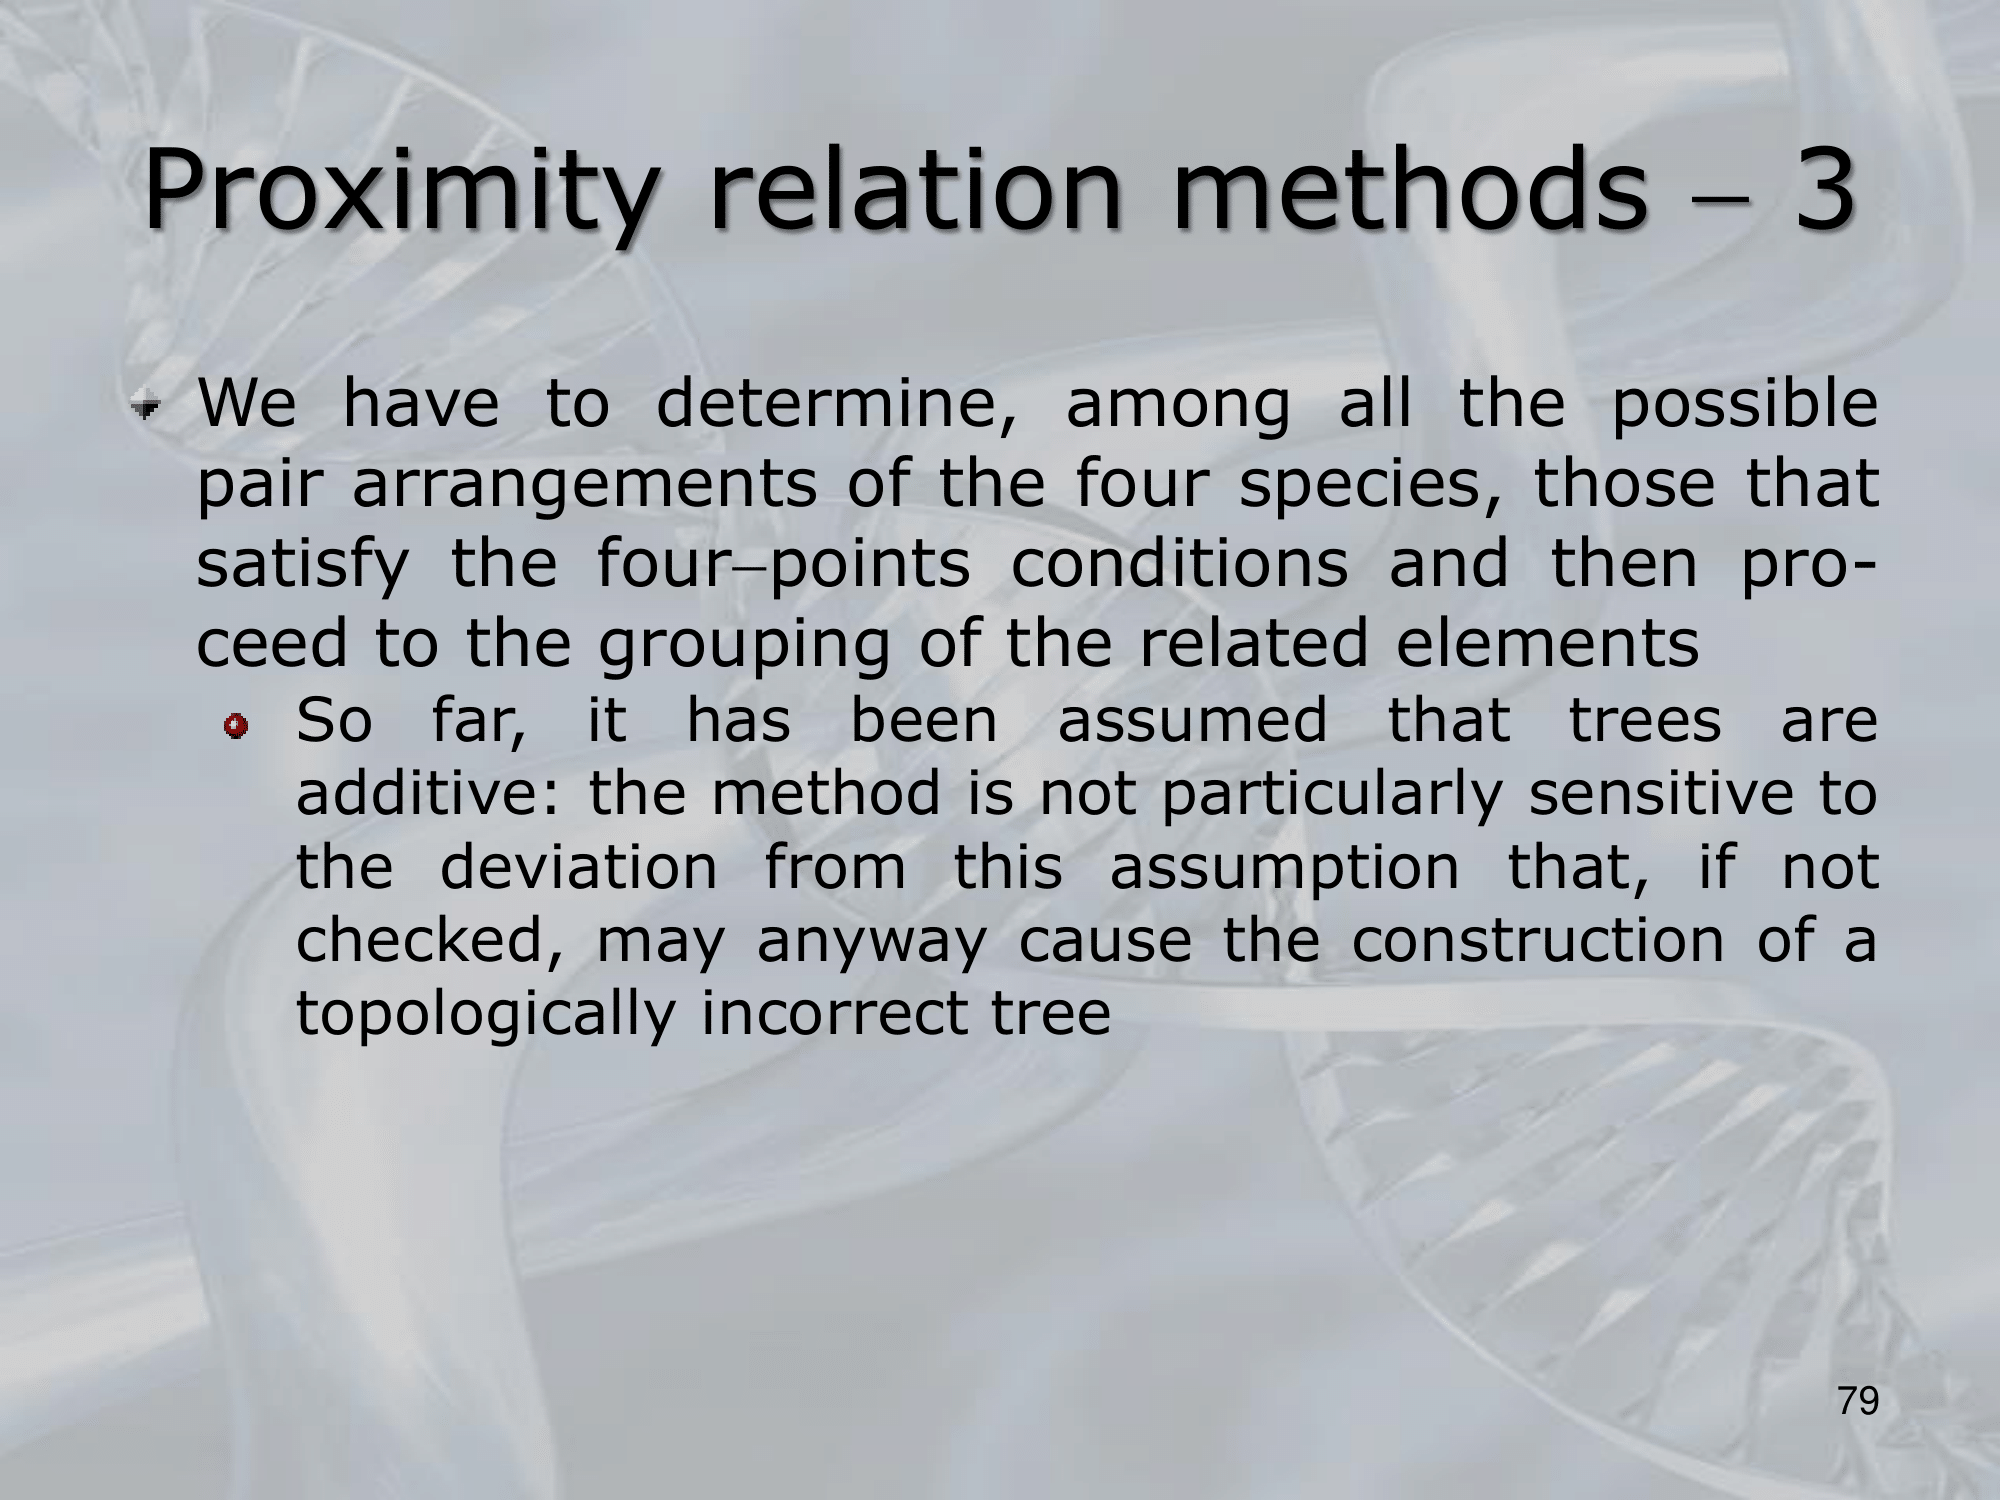 Proximity relation methods – 3
We have to determine, among all the possible
pair arrangements of the four species, those that
satisfy the four–points conditions and then pro-
ceed to the grouping of the related elements
So far, it has been assumed that trees are
additive: the method is not particularly sensitive to
the deviation from this assumption that, if not
checked, may anyway cause the construction of a
topologically incorrect tree
79